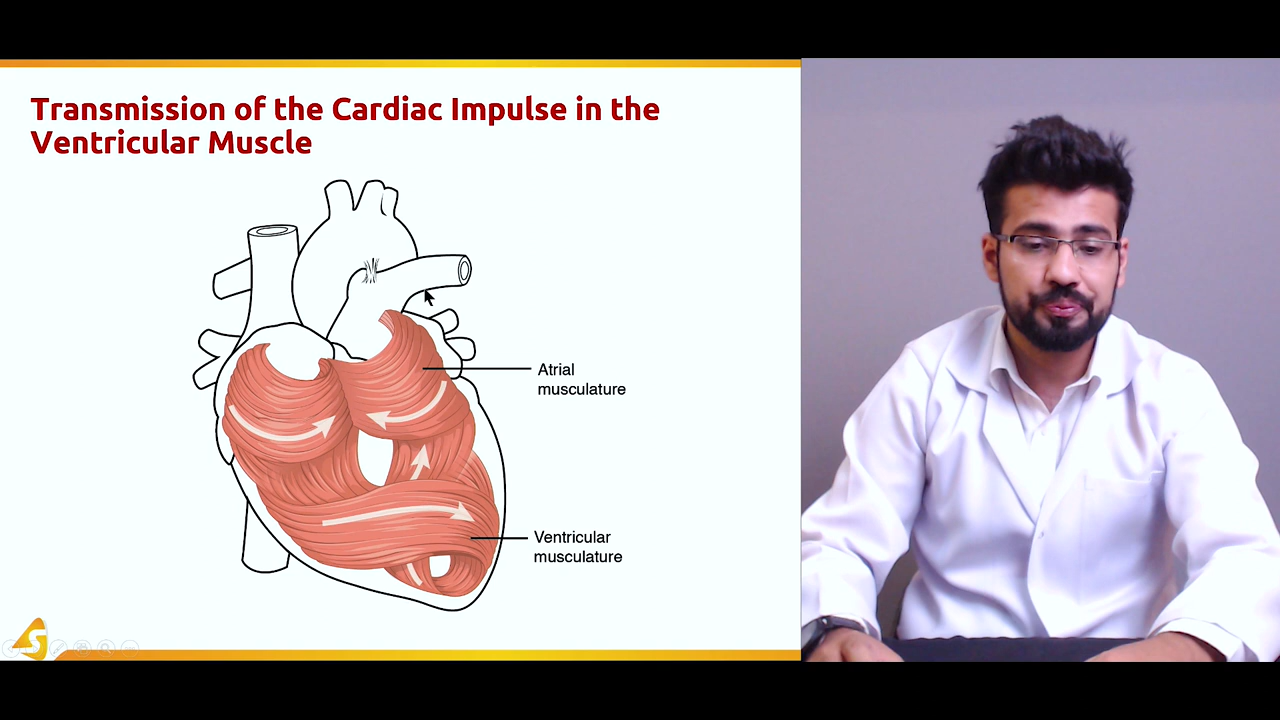 Transmission of the Cardiac Impulse in the
Ventricular Muscle
Atrial
musculature
Ventricular
musculature
S